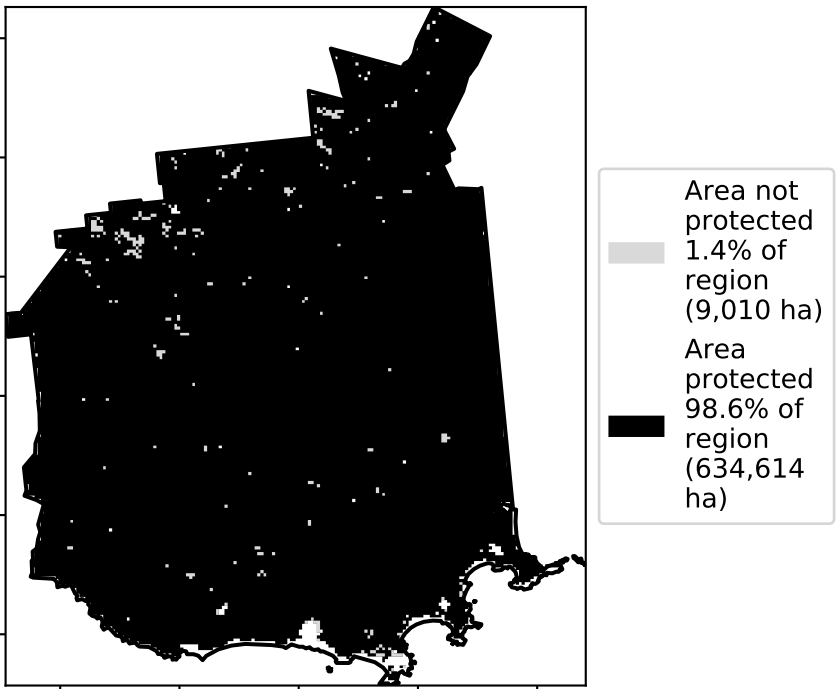 Area not
protected
1.4% of
region
(9,010 ha)
Area
protected
98.6% of
region
(634,614
ha)